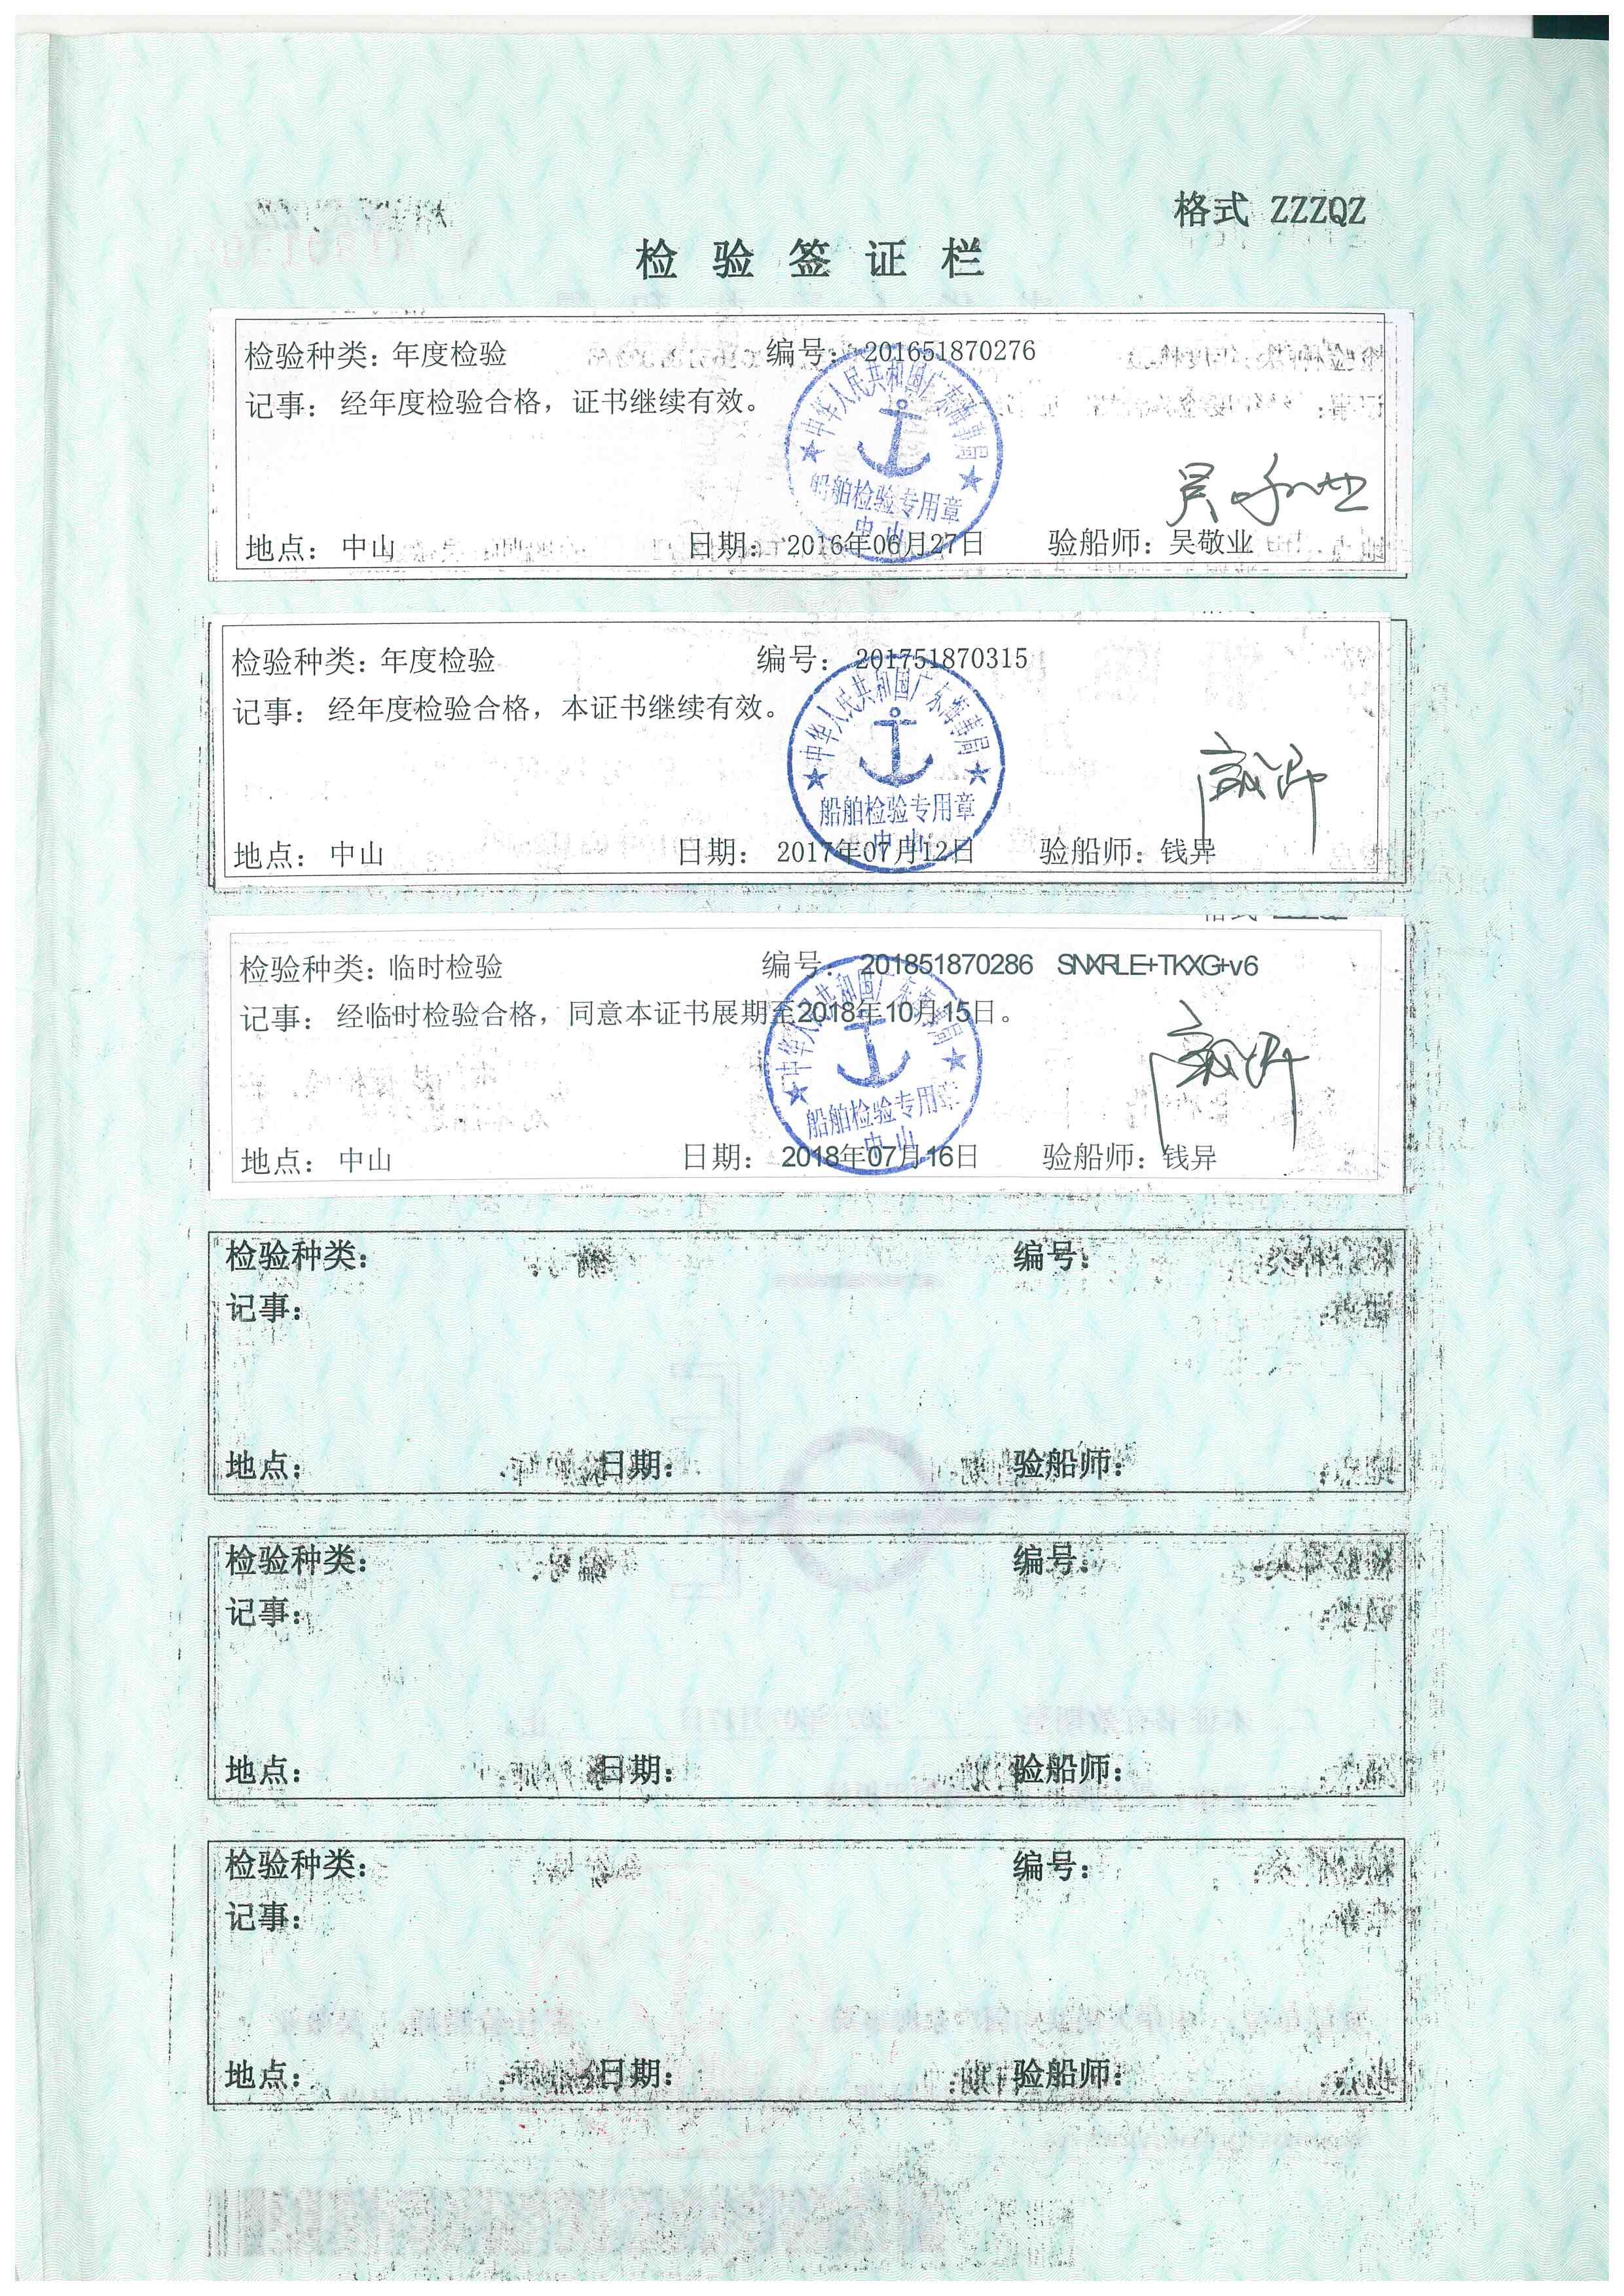 格式 ZZZQZ
检验签证栏
检验种类：年度检验 编号：201651870276
记事：经年度检验合格，证书继续有效。
中华人民共和国广东海事局
船舶检验专用章
中山
地点：中山 日期：2016年06月27日 验船师：吴敬业
检验种类：年度检验 编号：201751870315
记事：经年度检验合格，本证书继续有效。
中华人民共和国广东海事局
船舶检验专用章
中山
地点：中山 日期：2017年07月12日 验船师：钱异
检验种类：临时检验 编号：201851870286 SNXRLE+TKXG+v6
记事：经临时检验合格，同意本证书展期至2018年10月15日。
中华人民共和国广东海事局
船舶检验专用章
中山
地点：中山 日期：2018年07月16日 验船师：钱异
检验种类： 编号：
记事：
地点： 日期： 验船师：
检验种类： 编号：
记事：
地点： 日期： 验船师：
检验种类： 编号：
记事：
地点： 日期： 验船师：